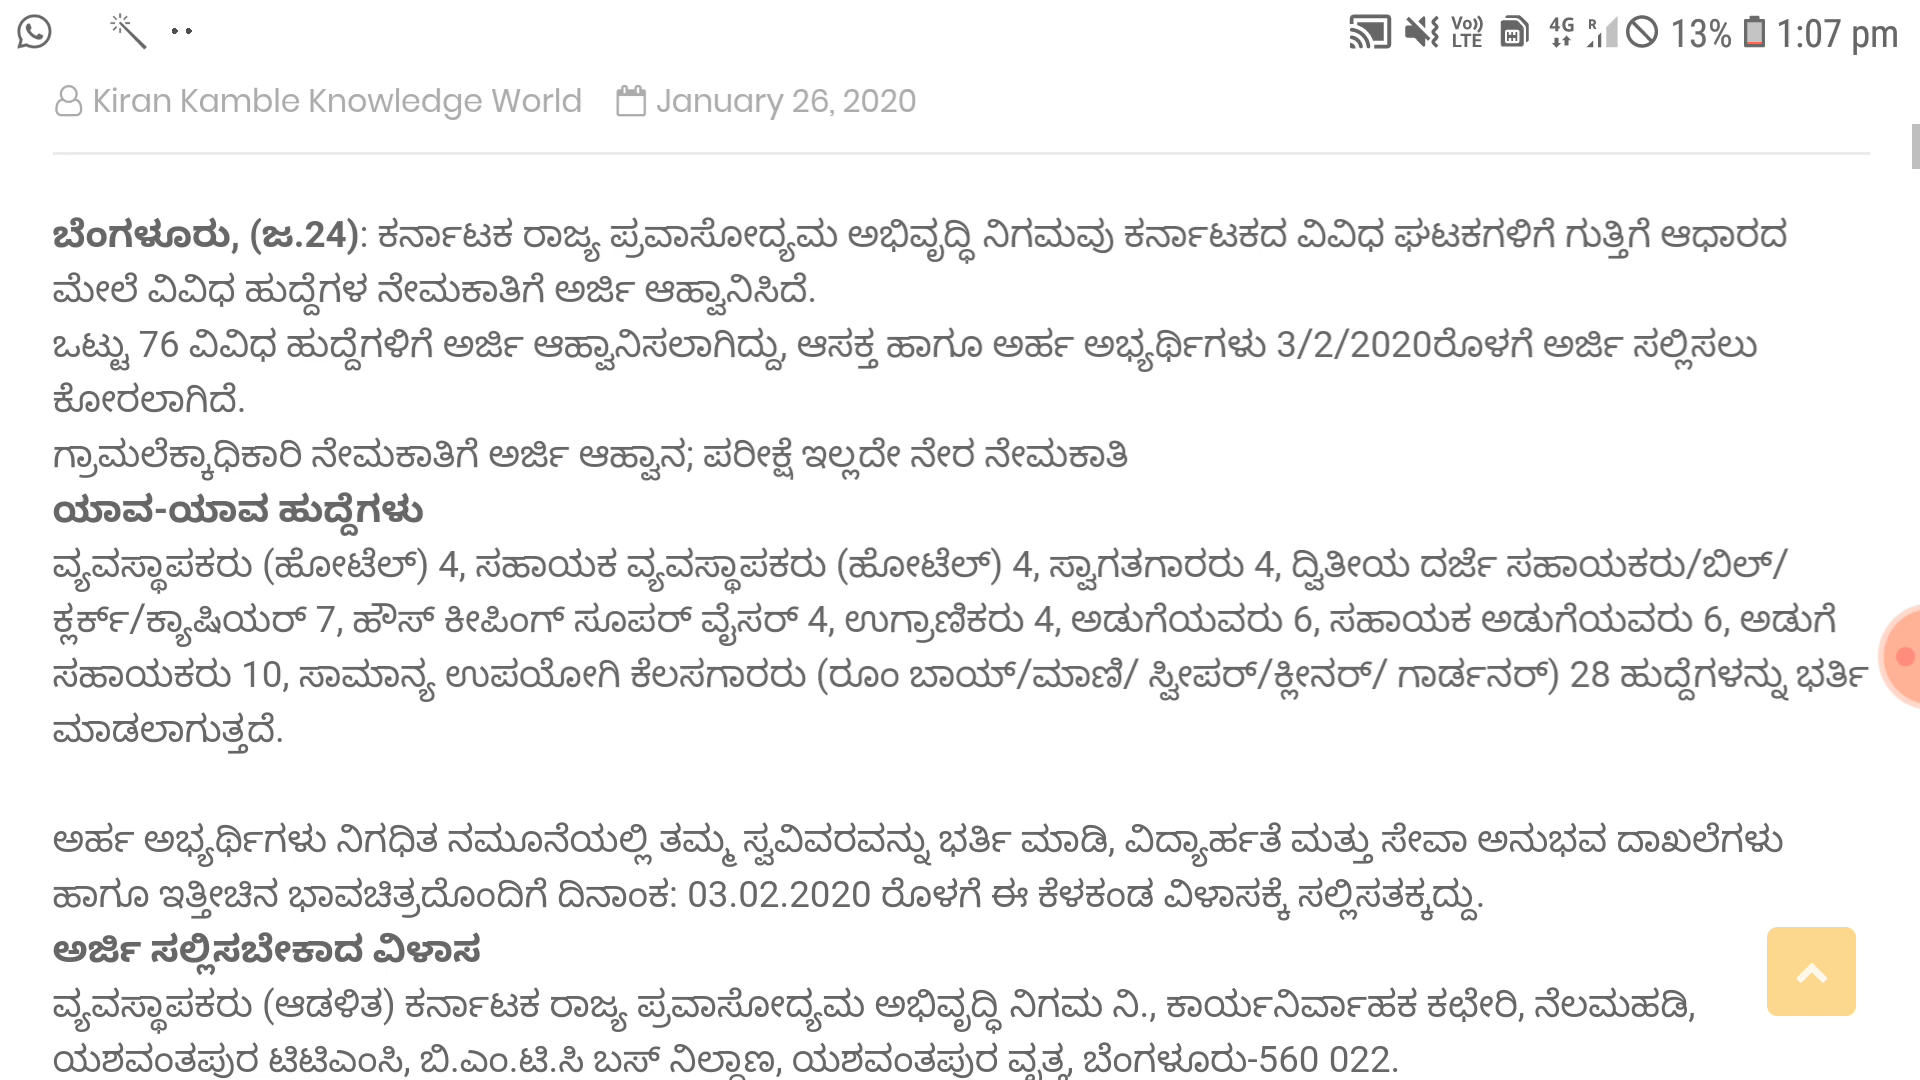 Vo)) LTE 4G R 13% 1:07 pm
Kiran Kamble Knowledge World January 26, 2020
ಬೆಂಗಳೂರು, (ಜ.24): ಕರ್ನಾಟಕ ರಾಜ್ಯ ಪ್ರವಾಸೋದ್ಯಮ ಅಭಿವೃದ್ಧಿ ನಿಗಮವು ಕರ್ನಾಟಕದ ವಿವಿಧ ಘಟಕಗಳಿಗೆ ಗುತ್ತಿಗೆ ಆಧಾರದ
ಮೇಲೆ ವಿವಿಧ ಹುದ್ದೆಗಳ ನೇಮಕಾತಿಗೆ ಅರ್ಜಿ ಆಹ್ವಾನಿಸಿದೆ.
ಒಟ್ಟು 76 ವಿವಿಧ ಹುದ್ದೆಗಳಿಗೆ ಅರ್ಜಿ ಆಹ್ವಾನಿಸಲಾಗಿದ್ದು, ಆಸಕ್ತ ಹಾಗೂ ಅರ್ಹ ಅಭ್ಯರ್ಥಿಗಳು 3/2/2020ರೊಳಗೆ ಅರ್ಜಿ ಸಲ್ಲಿಸಲು
ಕೋರಲಾಗಿದೆ.
ಗ್ರಾಮಲೆಕ್ಕಾಧಿಕಾರಿ ನೇಮಕಾತಿಗೆ ಅರ್ಜಿ ಆಹ್ವಾನ; ಪರೀಕ್ಷೆ ಇಲ್ಲದೇ ನೇರ ನೇಮಕಾತಿ
ಯಾವ-ಯಾವ ಹುದ್ದೆಗಳು
ವ್ಯವಸ್ಥಾಪಕರು (ಹೋಟೆಲ್) 4, ಸಹಾಯಕ ವ್ಯವಸ್ಥಾಪಕರು (ಹೋಟೆಲ್) 4, ಸ್ವಾಗತಗಾರರು 4, ದ್ವಿತೀಯ ದರ್ಜೆ ಸಹಾಯಕರು/ಬಿಲ್/
ಕ್ಲರ್ಕ್/ಕ್ಯಾಷಿಯರ್ 7, ಹೌಸ್ ಕೀಪಿಂಗ್ ಸೂಪರ್ ವೈಸರ್ 4, ಉಗ್ರಾಣಿಕರು 4, ಅಡುಗೆಯವರು 6, ಸಹಾಯಕ ಅಡುಗೆಯವರು 6, ಅಡುಗೆ
ಸಹಾಯಕರು 10, ಸಾಮಾನ್ಯ ಉಪಯೋಗಿ ಕೆಲಸಗಾರರು (ರೂಂ ಬಾಯ್/ಮಾಣಿ/ ಸ್ವೀಪರ್/ಕ್ಲೀನರ್/ ಗಾರ್ಡನರ್) 28 ಹುದ್ದೆಗಳನ್ನು ಭರ್ತಿ
ಮಾಡಲಾಗುತ್ತದೆ.
ಅರ್ಹ ಅಭ್ಯರ್ಥಿಗಳು ನಿಗಧಿತ ನಮೂನೆಯಲ್ಲಿ ತಮ್ಮ ಸ್ವವಿವರವನ್ನು ಭರ್ತಿ ಮಾಡಿ, ವಿದ್ಯಾರ್ಹತೆ ಮತ್ತು ಸೇವಾ ಅನುಭವ ದಾಖಲೆಗಳು
ಹಾಗೂ ಇತ್ತೀಚಿನ ಭಾವಚಿತ್ರದೊಂದಿಗೆ ದಿನಾಂಕ: 03.02.2020 ರೊಳಗೆ ಈ ಕೆಳಕಂಡ ವಿಳಾಸಕ್ಕೆ ಸಲ್ಲಿಸತಕ್ಕದ್ದು.
ಅರ್ಜಿ ಸಲ್ಲಿಸಬೇಕಾದ ವಿಳಾಸ
ವ್ಯವಸ್ಥಾಪಕರು (ಆಡಳಿತ) ಕರ್ನಾಟಕ ರಾಜ್ಯ ಪ್ರವಾಸೋದ್ಯಮ ಅಭಿವೃದ್ಧಿ ನಿಗಮ ನಿ., ಕಾರ್ಯನಿರ್ವಾಹಕ ಕಛೇರಿ, ನೆಲಮಹಡಿ,
ಯಶವಂತಪುರ ಟಿಟಿಎಂಸಿ, ಬಿ.ಎಂ.ಟಿ.ಸಿ ಬಸ್ ನಿಲ್ದಾಣ, ಯಶವಂತಪುರ ವೃತ್ತ, ಬೆಂಗಳೂರು-560 022.